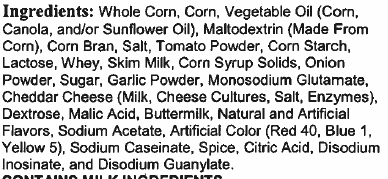 Ingredients: Whole Corn, Corn, Vegetable Oil (Corn,
Canola, and/or Sunflower Oil), Maltodextrin (Made From
Corn), Corn Bran, Salt, Tomato Powder, Corn Starch,
Lactose, Whey, Skim Milk, Corn Syrup Solids, Onion
Powder, Sugar, Garlic Powder, Monosodium Glutamate,
Cheddar Cheese (Milk, Cheese Cultures, Salt, Enzymes),
Dextrose, Malic Acid, Buttermilk, Natural and Artificial
Flavors, Sodium Acetate, Artificial Color (Red 40, Blue 1,
Yellow 5), Sodium Caseinate, Spice, Citric Acid, Disodium
Inosinate, and Disodium Guanylate.
CONTAINS MILK INGREDIENTS.